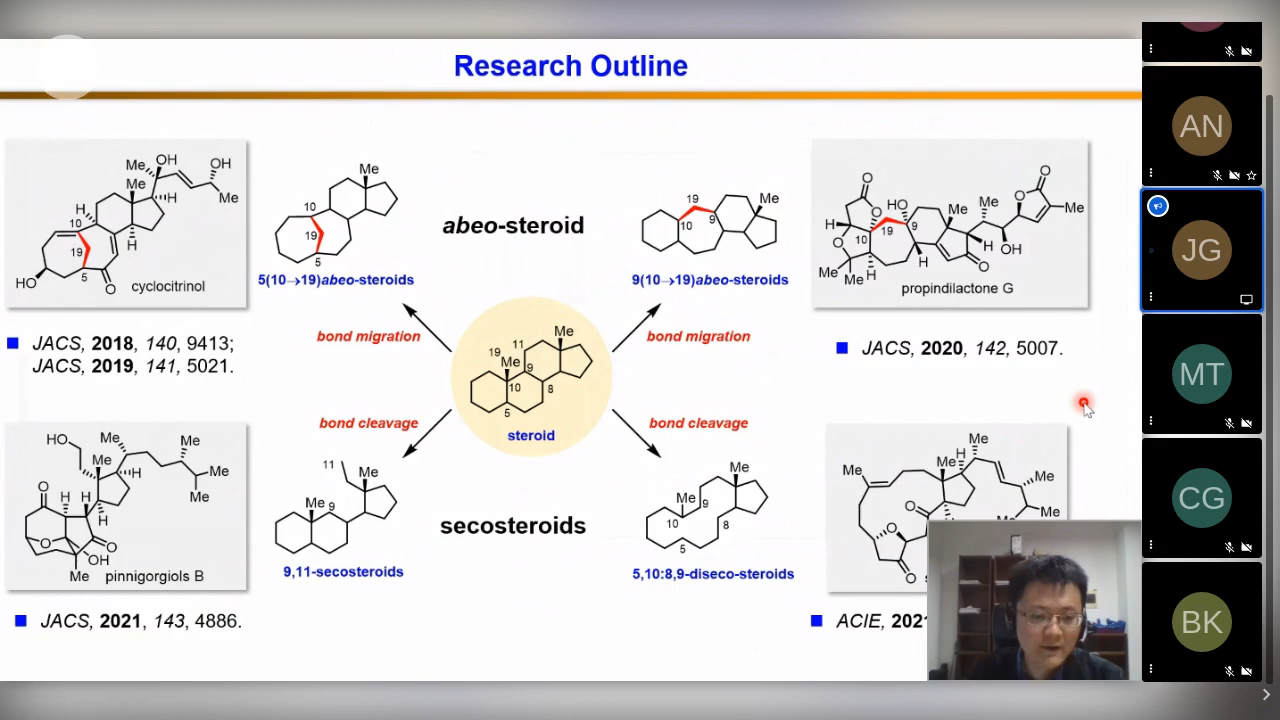 Research Outline
Me
OH
OH
Me
Me
H
H
10
19
H
5
HO
O
cyclocitrinol
Me
10
19
5
5(10→19)abeo-steroids
abeo-steroid
19
Me
9
10
9(10→19)abeo-steroids
O
O
HO
Me
Me
O
O
Me
H
O
10
19
9
H
OH
Me
Me
H
H
O
propindilactone G
JACS, 2018, 140, 9413;
JACS, 2019, 141, 5021.
bond migration
bond migration
JACS, 2020, 142, 5007.
Me
11
19
Me
9
10
8
5
steroid
bond cleavage
bond cleavage
HO
Me
Me
Me
H
Me
Me
O
H
H
H
O
O
OH
Me
pinnigorgiols B
11
Me
Me
9
9,11-secosteroids
secosteroids
Me
Me
9
10
8
5
5,10:8,9-diseco-steroids
Me
Me
Me
H
Me
O
Me
O
O
JACS, 2021, 143, 4886.
ACIE, 202
AN
JG
MT
CG
BK